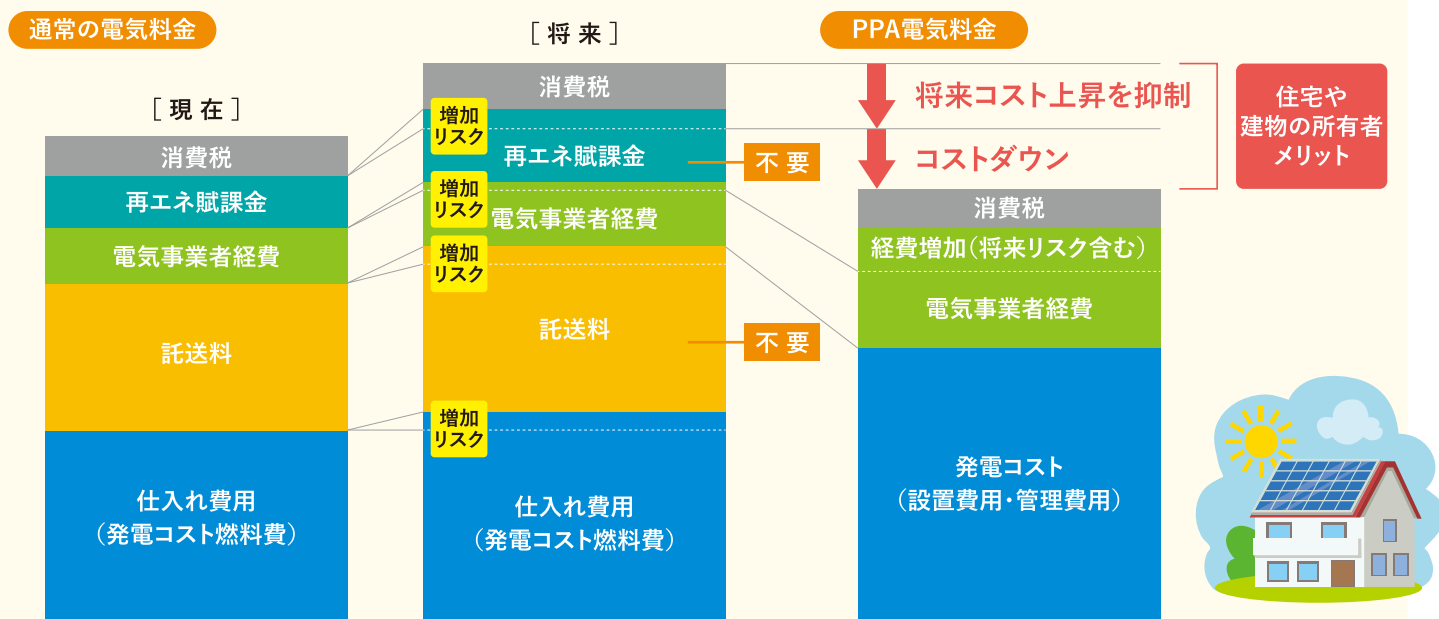 通常の電気料金
[現在]
消費税
再エネ賦課金
電気事業者経費
託送料
仕入れ費用
（発電コスト燃料費）
[将来]
消費税
増加
リスク
再エネ賦課金
不要
増加
リスク
電気事業者経費
増加
リスク
託送料
不要
増加
リスク
仕入れ費用
（発電コスト燃料費）
PPA電気料金
将来コスト上昇を抑制
コストダウン
住宅や
建物の所有者
メリット
消費税
経費増加（将来リスク含む）
電気事業者経費
発電コスト
（設置費用・管理費用）